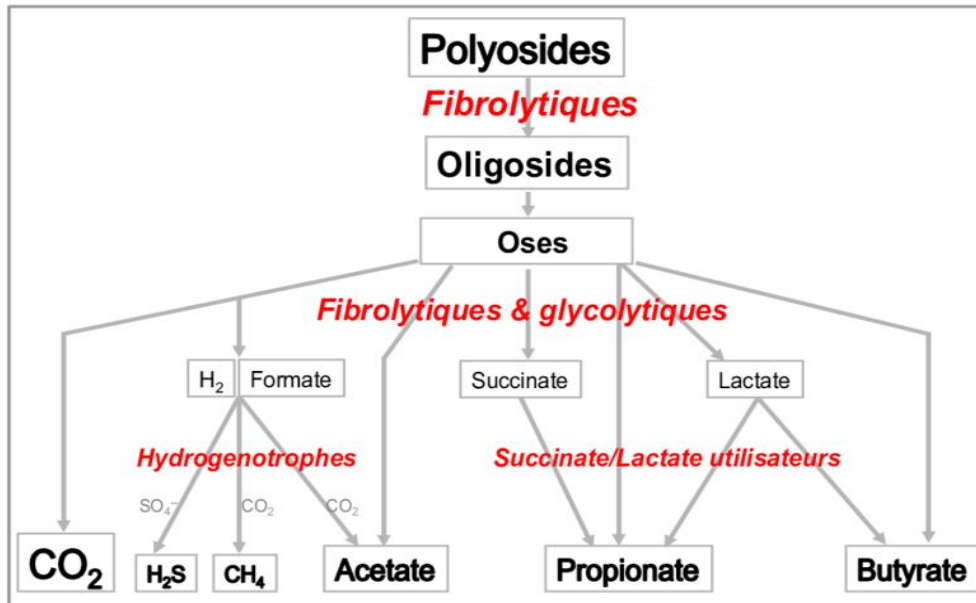 Polyosides
Fibrolytiques
Oligosides
Oses
Fibrolytiques & glycolytiques
H₂ Formate Succinate Lactate
Hydrogenotrophes Succinate/Lactate utilisateurs
SO₄⁻⁻ CO₂ CO₂
CO₂ H₂S CH₄ Acetate Propionate Butyrate